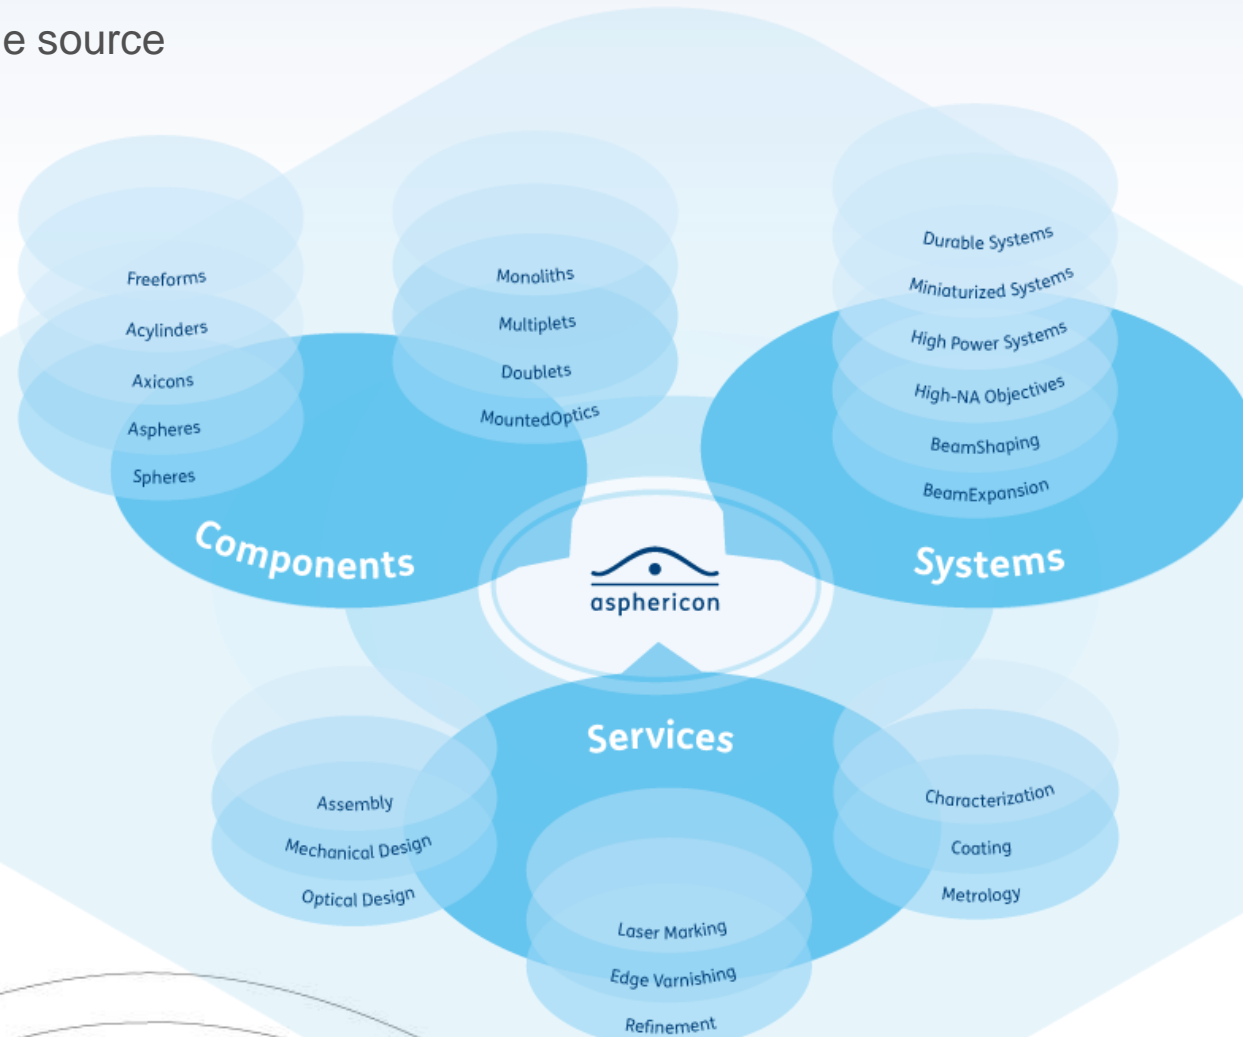 e source
Freeforms
Acylinders
Axicons
Aspheres
Spheres
Monoliths
Multiplets
Doublets
MountedOptics
Components
Durable Systems
Miniaturized Systems
High Power Systems
High-NA Objectives
BeamShaping
BeamExpansion
Systems
asphericon
Services
Assembly
Mechanical Design
Optical Design
Laser Marking
Edge Varnishing
Refinement
Characterization
Coating
Metrology